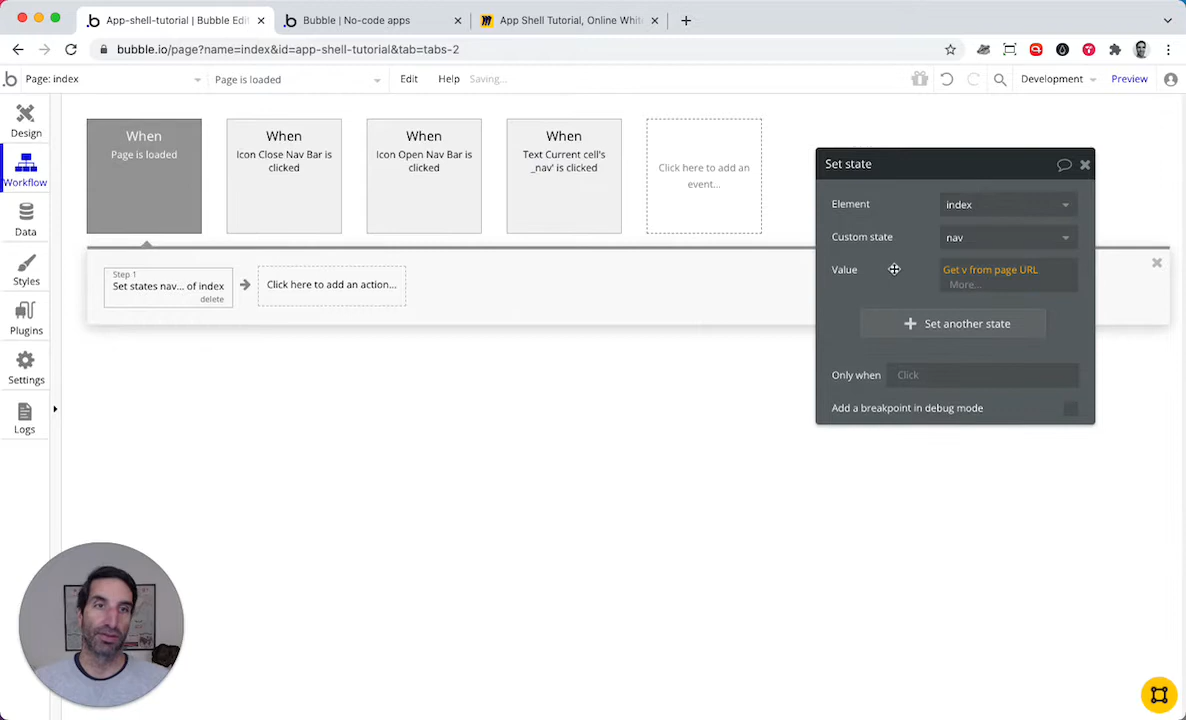 App-shell-tutorial | Bubble Edi
Bubble | No-code apps
App Shell Tutorial, Online Whit
bubble.io/page?name=index&id=app-shell-tutorial&tab=tabs-2
Page: index
Page is loaded
Edit
Help
Saving...
Development
Preview
Design
Workflow
Data
Styles
Plugins
Settings
Logs
When
Page is loaded
When
Icon Close Nav Bar is
clicked
When
Icon Open Nav Bar is
clicked
When
Text Current cell's
_nav' is clicked
Click here to add an
event...
Step 1
Set states nav... of index
delete
Click here to add an action...
Set state
Element
index
Custom state
nav
Value
Get v from page URL
More...
Set another state
Only when
Click
Add a breakpoint in debug mode